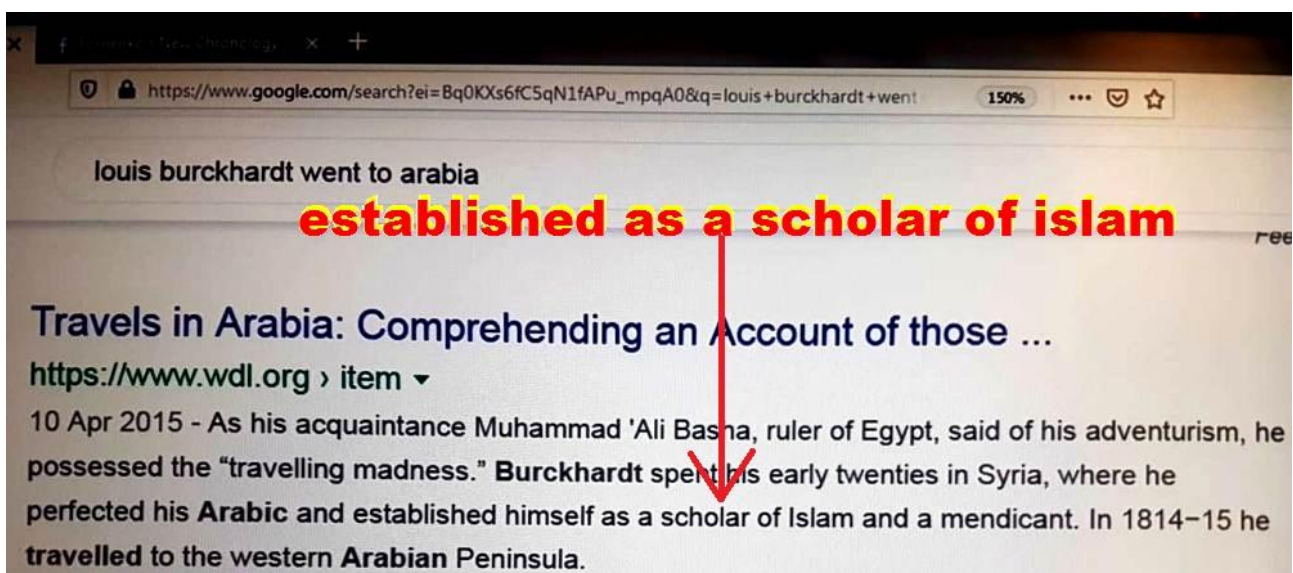 New Chronology
https://www.google.com/search?ei=Bq0KXs6fC5qN1fAPu_mpqA0&q=louis+burckhardt+went
150%
louis burckhardt went to arabia
established as a scholar of islam
Travels in Arabia: Comprehending an Account of those ...
https://www.wdl.org › item
10 Apr 2015 - As his acquaintance Muhammad 'Ali Basha, ruler of Egypt, said of his adventurism, he
possessed the “travelling madness.” Burckhardt spent his early twenties in Syria, where he
perfected his Arabic and established himself as a scholar of Islam and a mendicant. In 1814–15 he
travelled to the western Arabian Peninsula.